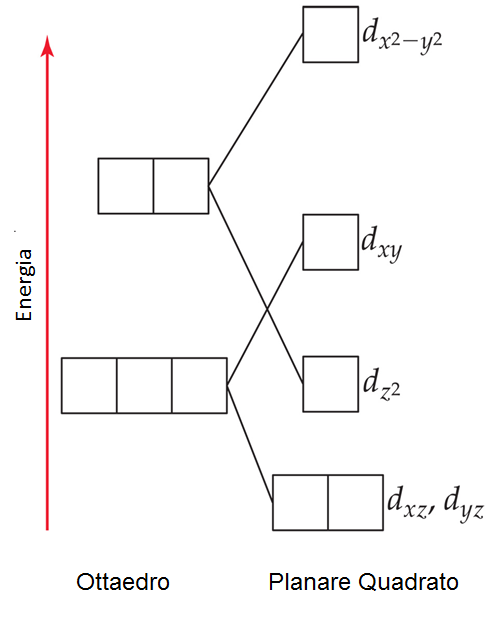 d_{x²−y²}
d_{xy}
Energia
d_{z²}
d_{xz}, d_{yz}
Ottaedro
Planare Quadrato